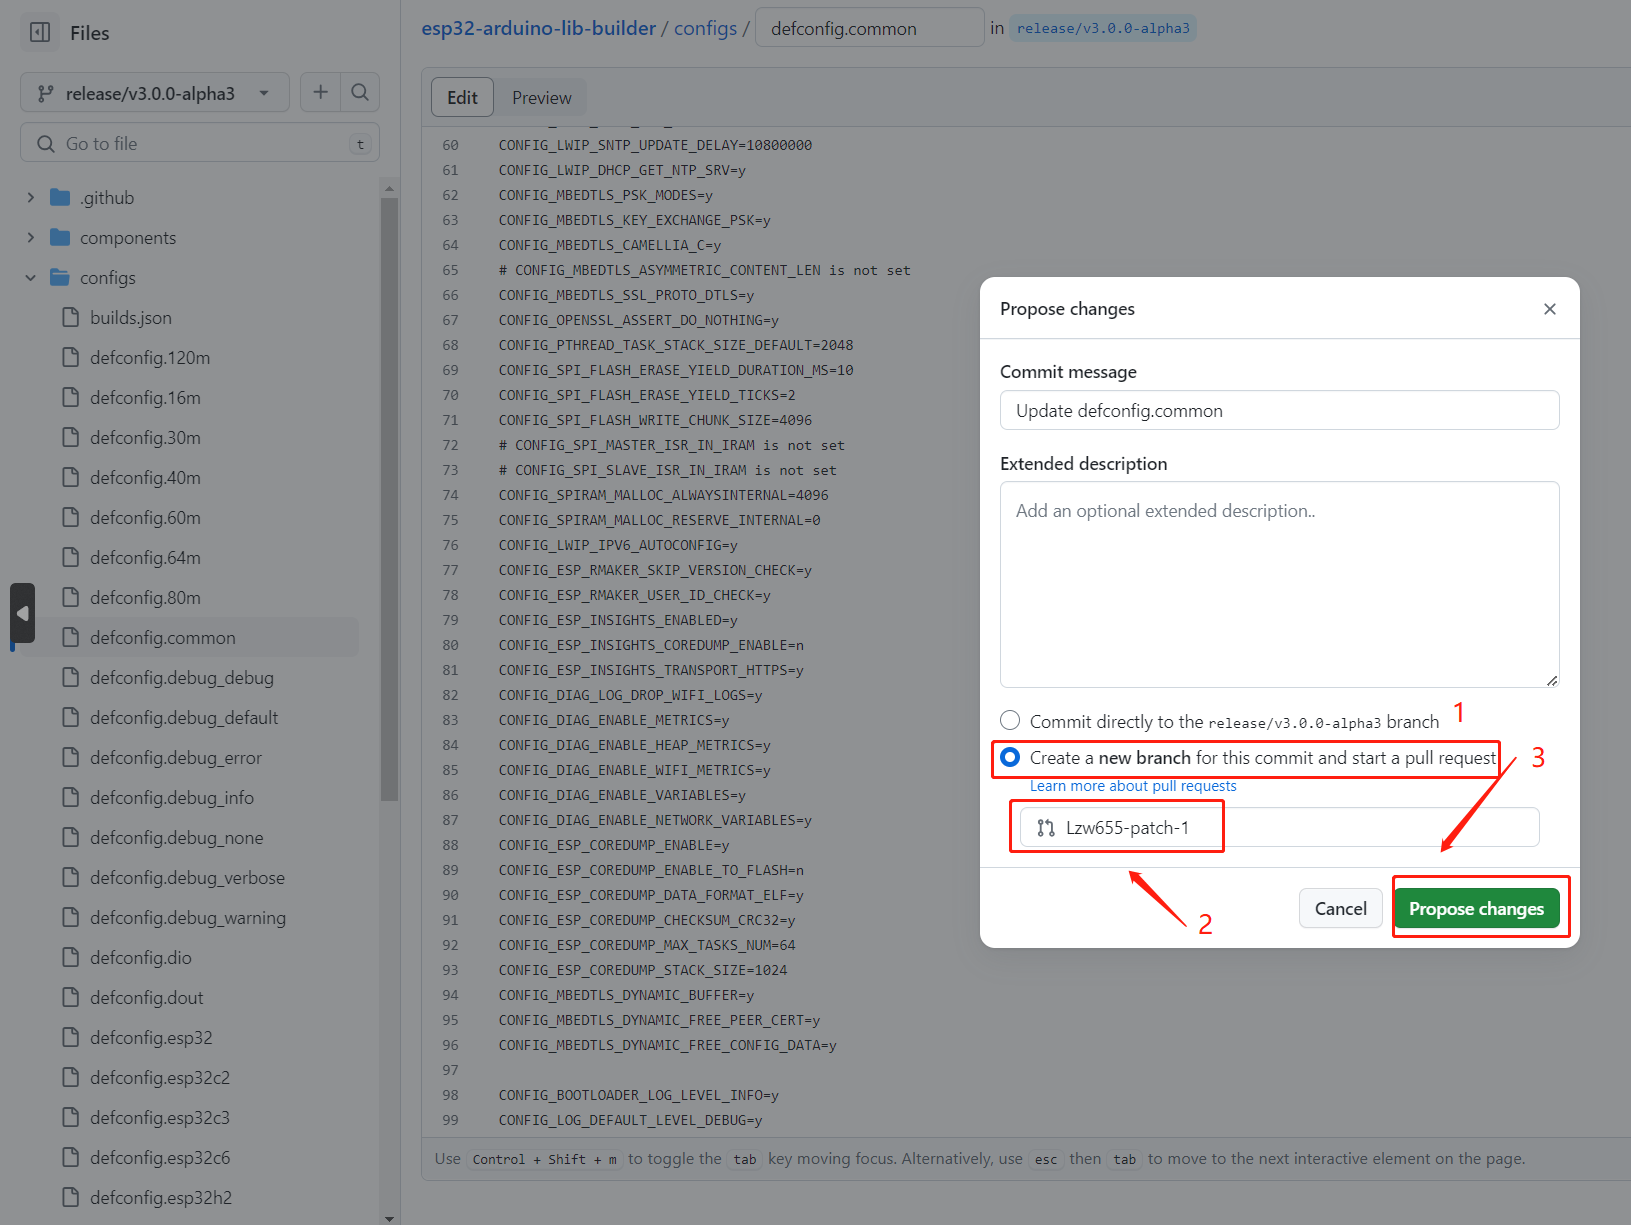 Files
release/v3.0.0-alpha3
Go to file
t
.github
components
configs
builds.json
defconfig.120m
defconfig.16m
defconfig.30m
defconfig.40m
defconfig.60m
defconfig.64m
defconfig.80m
defconfig.common
defconfig.debug_debug
defconfig.debug_default
defconfig.debug_error
defconfig.debug_info
defconfig.debug_none
defconfig.debug_verbose
defconfig.debug_warning
defconfig.dio
defconfig.dout
defconfig.esp32
defconfig.esp32c2
defconfig.esp32c3
defconfig.esp32c6
defconfig.esp32h2
esp32-arduino-lib-builder / configs / defconfig.common in release/v3.0.0-alpha3
Edit Preview
60 CONFIG_LWIP_SNTP_UPDATE_DELAY=10800000
61 CONFIG_LWIP_DHCP_GET_NTP_SRV=y
62 CONFIG_MBEDTLS_PSK_MODES=y
63 CONFIG_MBEDTLS_KEY_EXCHANGE_PSK=y
64 CONFIG_MBEDTLS_CAMELLIA_C=y
65 # CONFIG_MBEDTLS_ASYMMETRIC_CONTENT_LEN is not set
66 CONFIG_MBEDTLS_SSL_PROTO_DTLS=y
67 CONFIG_OPENSSL_ASSERT_DO_NOTHING=y
68 CONFIG_PTHREAD_TASK_STACK_SIZE_DEFAULT=2048
69 CONFIG_SPI_FLASH_ERASE_YIELD_DURATION_MS=10
70 CONFIG_SPI_FLASH_ERASE_YIELD_TICKS=2
71 CONFIG_SPI_FLASH_WRITE_CHUNK_SIZE=4096
72 # CONFIG_SPI_MASTER_ISR_IN_IRAM is not set
73 # CONFIG_SPI_SLAVE_ISR_IN_IRAM is not set
74 CONFIG_SPIRAM_MALLOC_ALWAYSINTERNAL=4096
75 CONFIG_SPIRAM_MALLOC_RESERVE_INTERNAL=0
76 CONFIG_LWIP_IPV6_AUTOCONFIG=y
77 CONFIG_ESP_RMAKER_SKIP_VERSION_CHECK=y
78 CONFIG_ESP_RMAKER_USER_ID_CHECK=y
79 CONFIG_ESP_INSIGHTS_ENABLED=y
80 CONFIG_ESP_INSIGHTS_COREDUMP_ENABLE=n
81 CONFIG_ESP_INSIGHTS_TRANSPORT_HTTPS=y
82 CONFIG_DIAG_LOG_DROP_WIFI_LOGS=y
83 CONFIG_DIAG_ENABLE_METRICS=y
84 CONFIG_DIAG_ENABLE_HEAP_METRICS=y
85 CONFIG_DIAG_ENABLE_WIFI_METRICS=y
86 CONFIG_DIAG_ENABLE_VARIABLES=y
87 CONFIG_DIAG_ENABLE_NETWORK_VARIABLES=y
88 CONFIG_ESP_COREDUMP_ENABLE=y
89 CONFIG_ESP_COREDUMP_ENABLE_TO_FLASH=n
90 CONFIG_ESP_COREDUMP_DATA_FORMAT_ELF=y
91 CONFIG_ESP_COREDUMP_CHECKSUM_CRC32=y
92 CONFIG_ESP_COREDUMP_MAX_TASKS_NUM=64
93 CONFIG_ESP_COREDUMP_STACK_SIZE=1024
94 CONFIG_MBEDTLS_DYNAMIC_BUFFER=y
95 CONFIG_MBEDTLS_DYNAMIC_FREE_PEER_CERT=y
96 CONFIG_MBEDTLS_DYNAMIC_FREE_CONFIG_DATA=y
97
98 CONFIG_BOOTLOADER_LOG_LEVEL_INFO=y
99 CONFIG_LOG_DEFAULT_LEVEL_DEBUG=y
Use Control + Shift + m to toggle the tab key moving focus. Alternatively, use esc then tab to move to the next interactive element on the page.
Propose changes
Commit message
Update defconfig.common
Extended description
Add an optional extended description..
Commit directly to the release/v3.0.0-alpha3 branch
1
Create a new branch for this commit and start a pull request
3
Learn more about pull requests
Lzw655-patch-1
2
Cancel
Propose changes